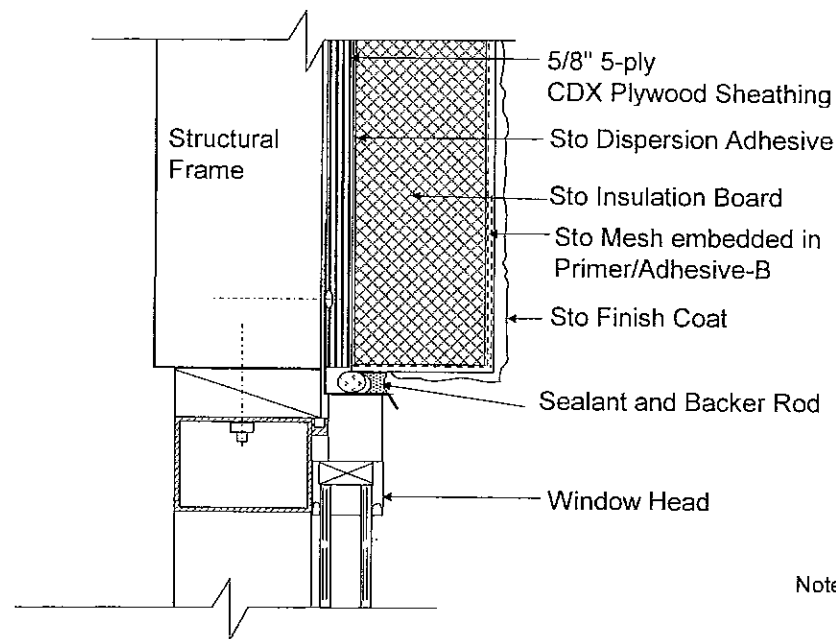 5/8" 5-ply
CDX Plywood Sheathing
Structural
Frame
Sto Dispersion Adhesive
Sto Insulation Board
Sto Mesh embedded in
Primer/Adhesive-B
Sto Finish Coat
Sealant and Backer Rod
Window Head
Note